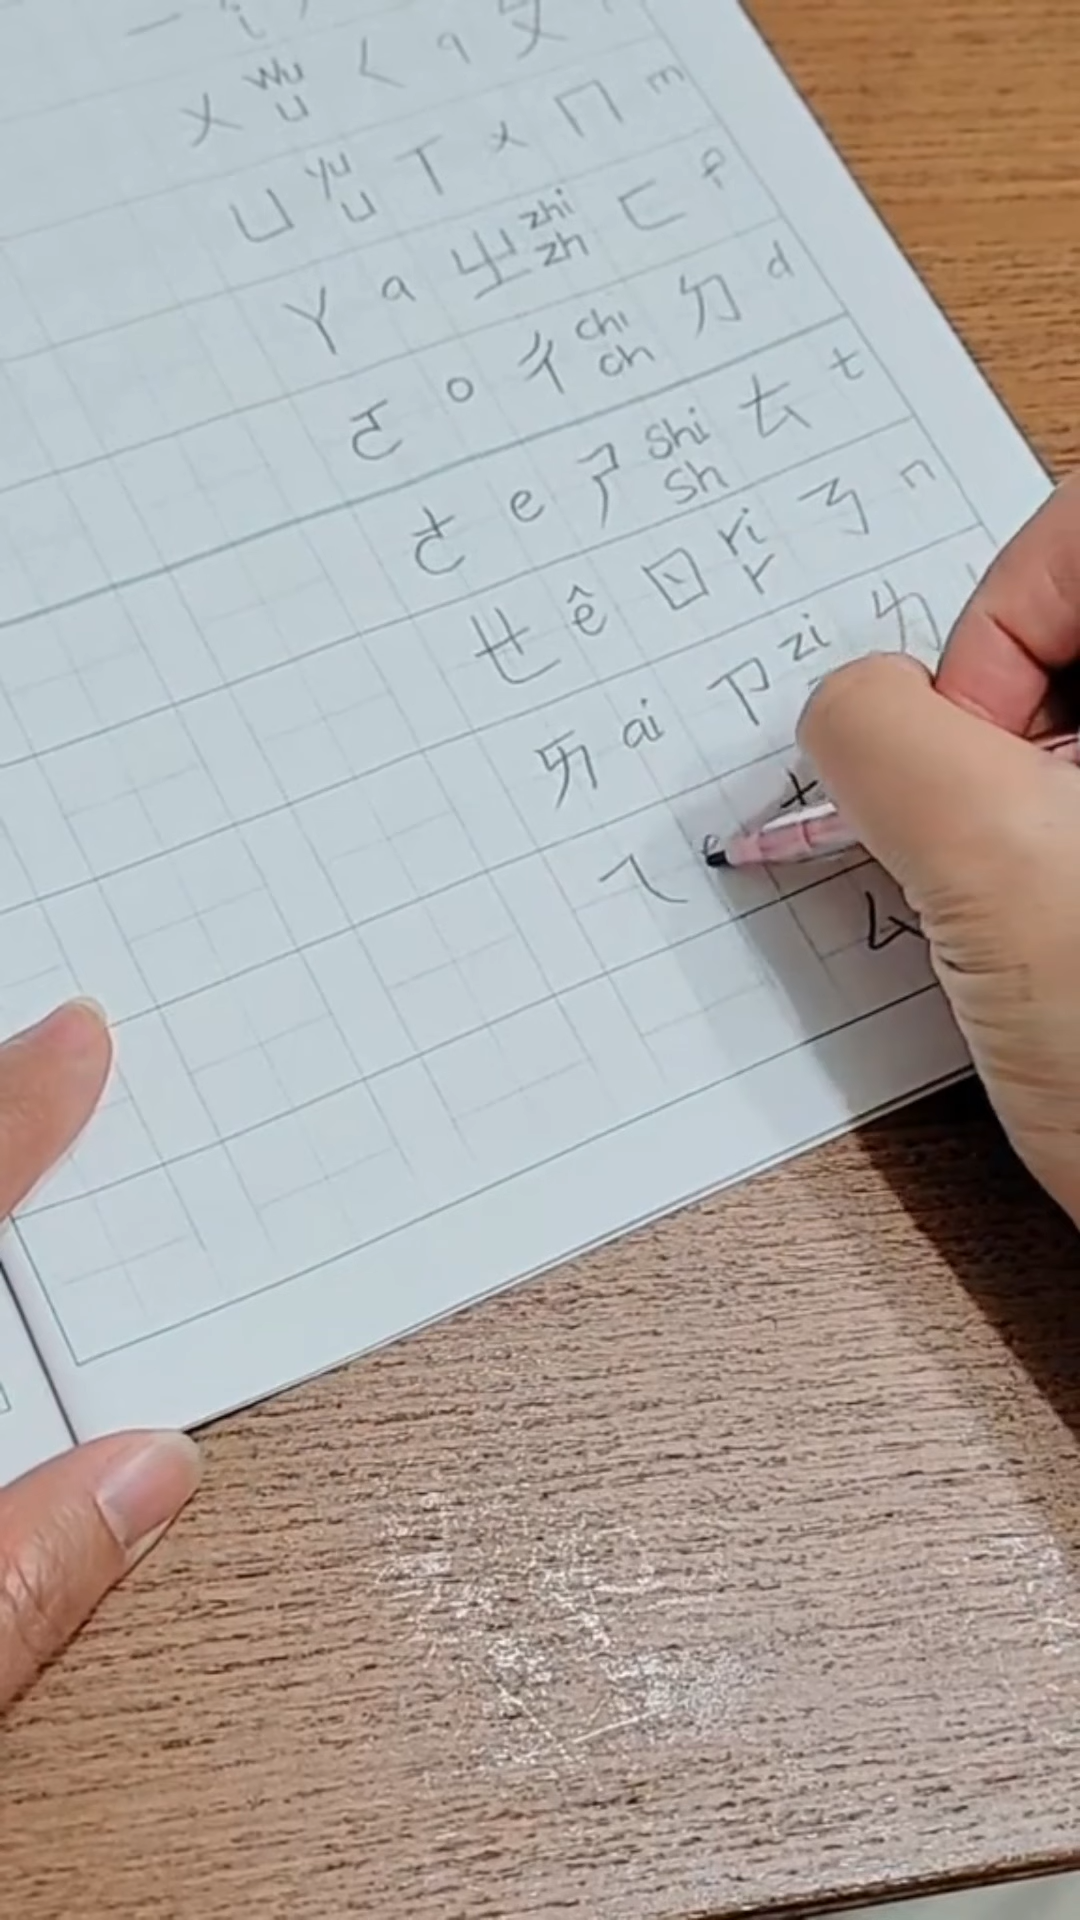 ㄧ i
ㄨ wu u ㄑ q ㄆ
ㄩ yu u ㄒ x ㄇ m
ㄚ a ㄓ zhi zh ㄈ f
ㄛ o ㄔ chi ch ㄉ d
ㄜ e ㄕ shi sh ㄊ t
ㄝ ê ㄖ ri r ㄋ n
ㄞ ai ㄗ zi ㄌ
ㄟ e
ㄙ